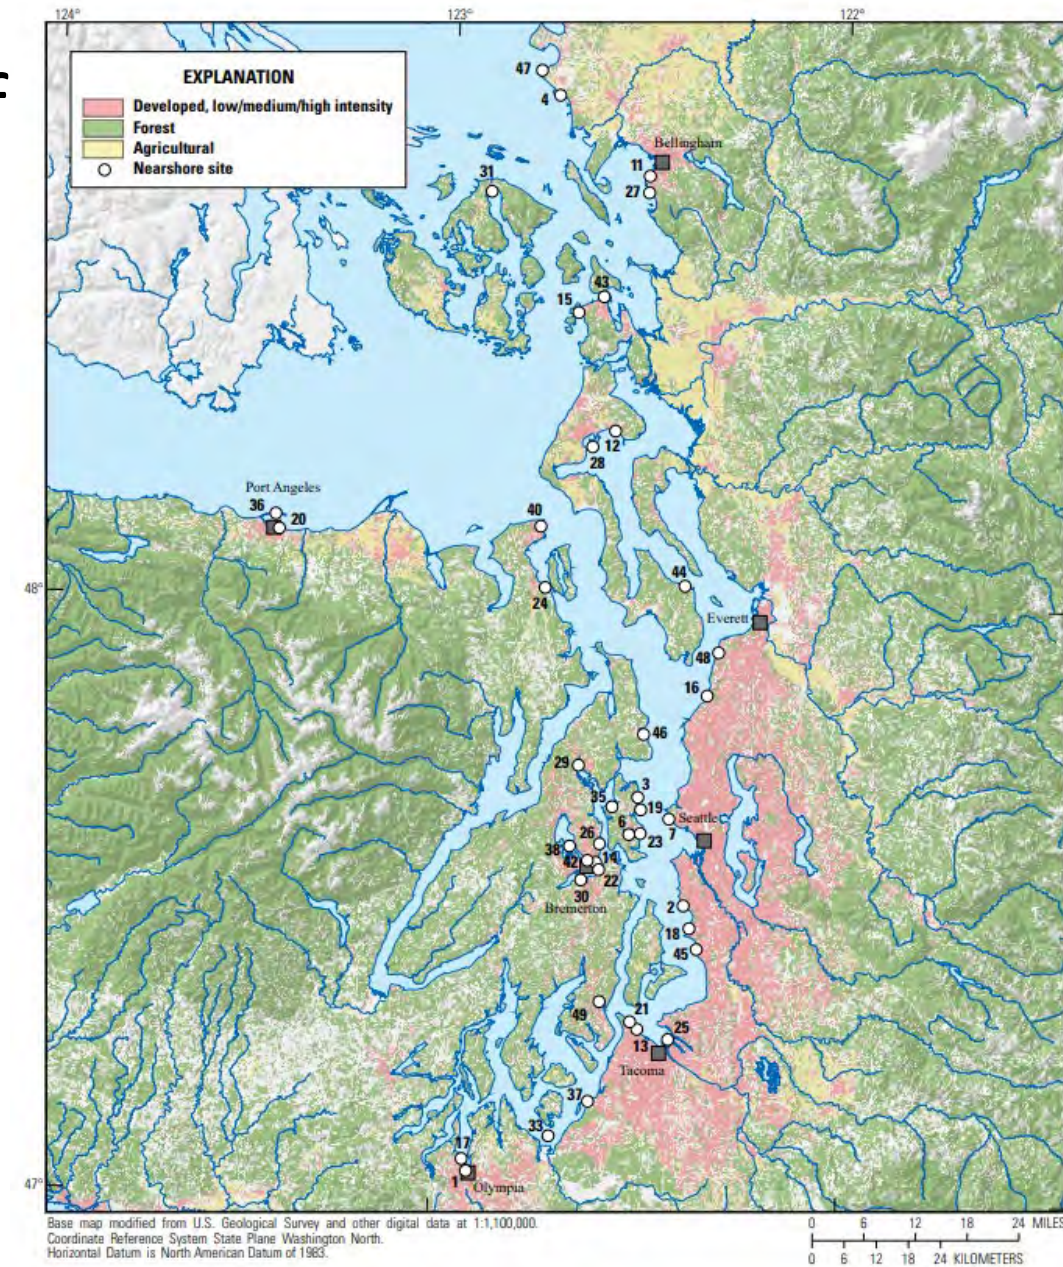 124°
123°
122°
EXPLANATION
Developed, low/medium/high intensity
Forest
Agricultural
Nearshore site
47
4
Bellingham
11
27
31
43
15
12
28
Port Angeles
36
20
40
48°
24
44
Everett
48
16
46
29
3
35
19
6
Seattle
7
23
26
38
14
42
22
30
Bremerton
2
18
45
21
49
25
13
Tacoma
37
33
17
47°
1
Olympia
Base map modified from U.S. Geological Survey and other digital data at 1:1,100,000.
Coordinate Reference System State Plane Washington North.
Horizontal Datum is North American Datum of 1983.
0 6 12 18 24 MILES
0 6 12 18 24 KILOMETERS